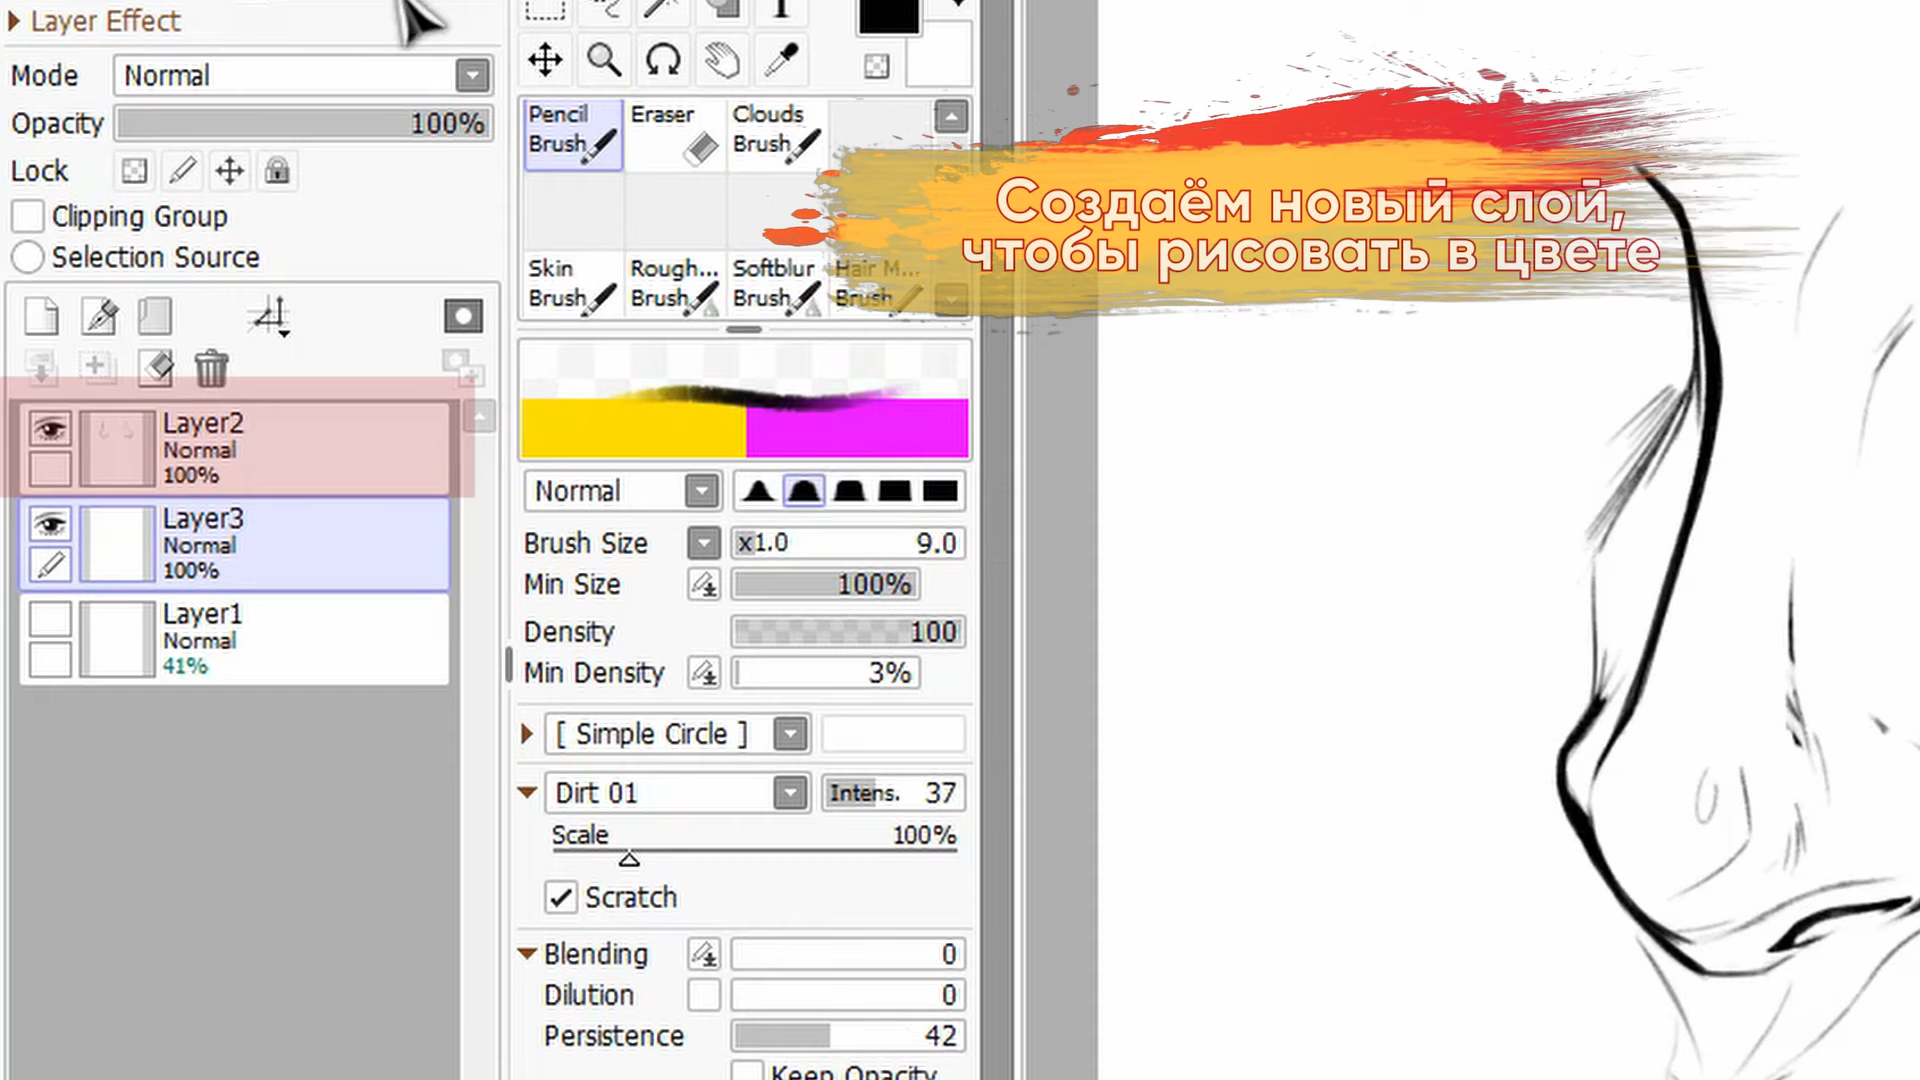 Layer Effect
Mode Normal
Opacity 100%
Lock
Clipping Group
Selection Source
Layer2
Normal
100%
Layer3
Normal
100%
Layer1
Normal
41%
T
Pencil
Brush
Eraser
Clouds
Brush
Skin
Brush
Rough...
Brush
Softblur
Brush
Hair M...
Brush
Normal
Brush Size x1.0 9.0
Min Size 100%
Density 100
Min Density 3%
[ Simple Circle ]
Dirt 01 Intens. 37
Scale 100%
Scratch
Blending 0
Dilution 0
Persistence 42
Keep Opacity
Создаём новый слой,
чтобы рисовать в цвете